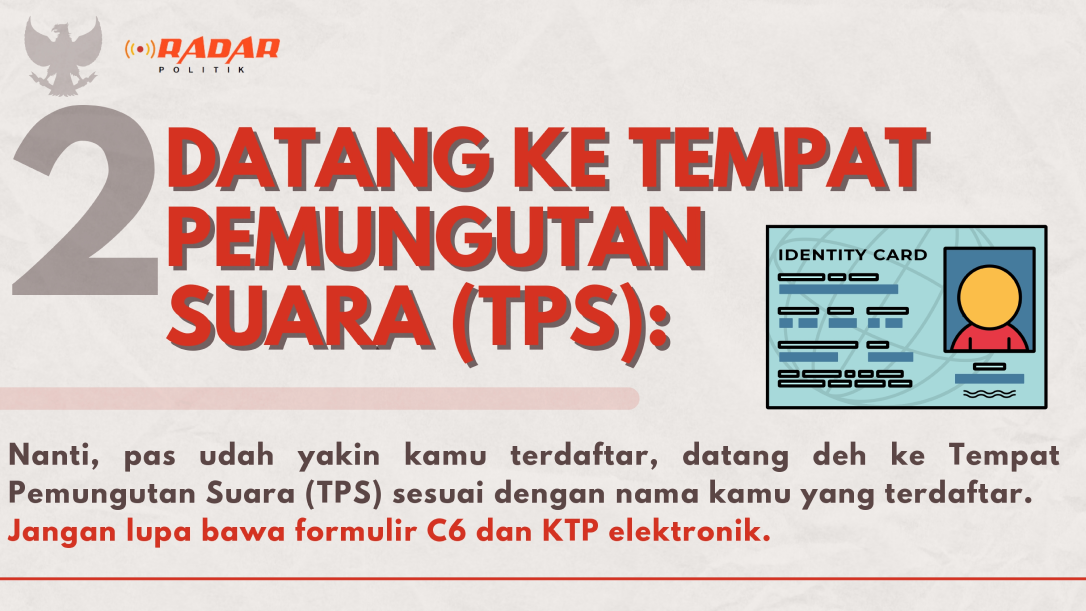 RADAR
POLITIK
2
DATANG KE TEMPAT
PEMUNGUTAN
SUARA (TPS):
IDENTITY CARD
Nanti, pas udah yakin kamu terdaftar, datang deh ke Tempat
Pemungutan Suara (TPS) sesuai dengan nama kamu yang terdaftar.
Jangan lupa bawa formulir C6 dan KTP elektronik.